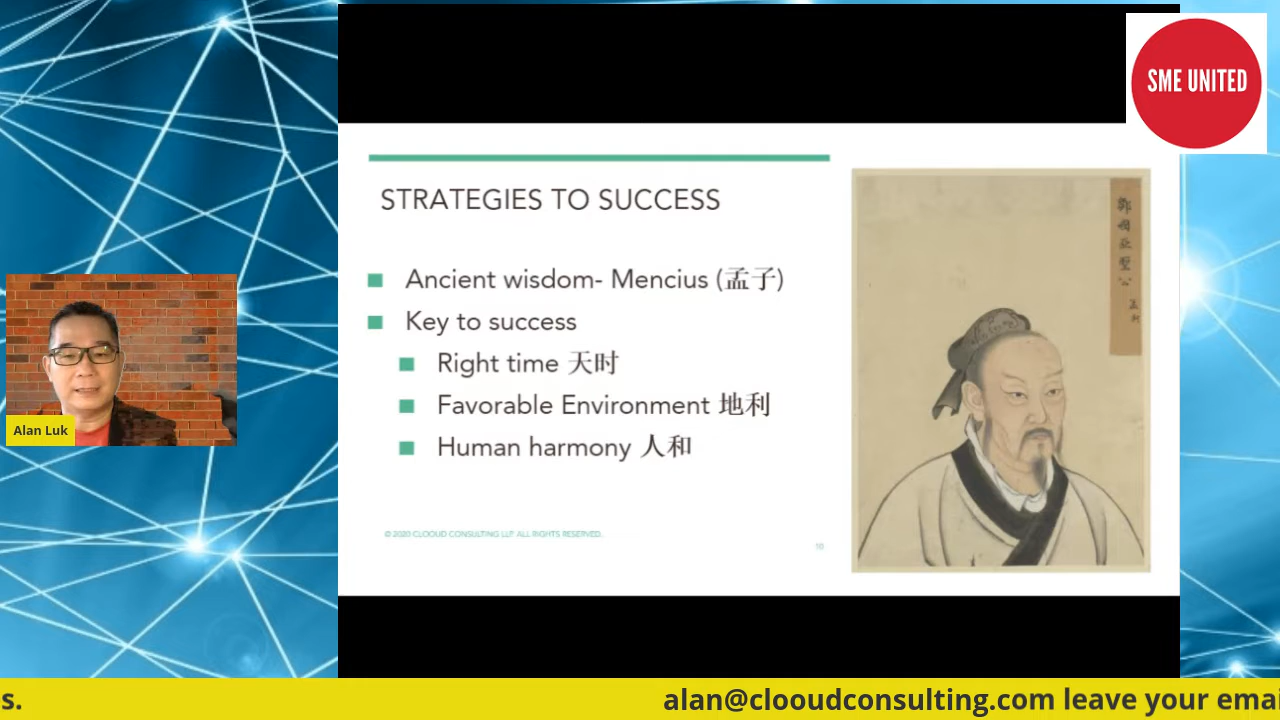 SME UNITED
STRATEGIES TO SUCCESS
Ancient wisdom- Mencius (孟子)
Key to success
Right time 天时
Favorable Environment 地利
Human harmony 人和
© 2020 CLOOUD CONSULTING LLP. ALL RIGHTS RESERVED.
Alan Luk
s. alan@clooudconsulting.com leave your emai